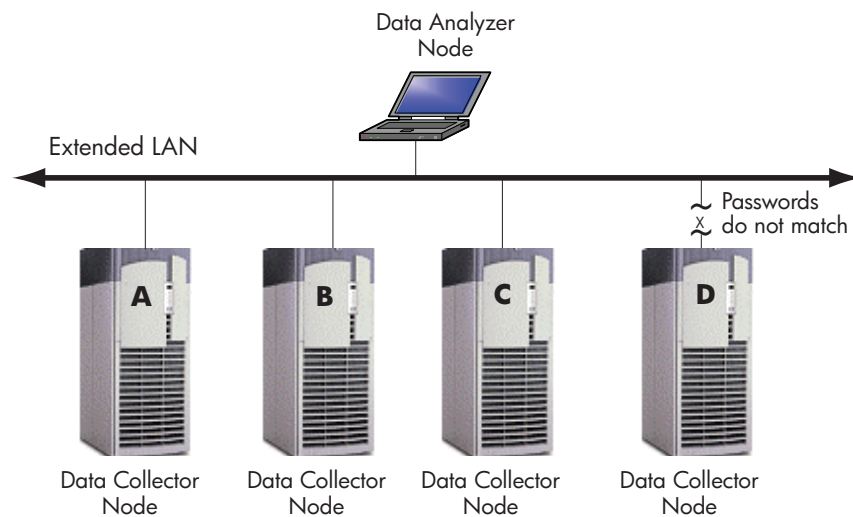 Data Analyzer
Node
Extended LAN
Passwords
x do not match
A
B
C
D
Data Collector
Node
Data Collector
Node
Data Collector
Node
Data Collector
Node